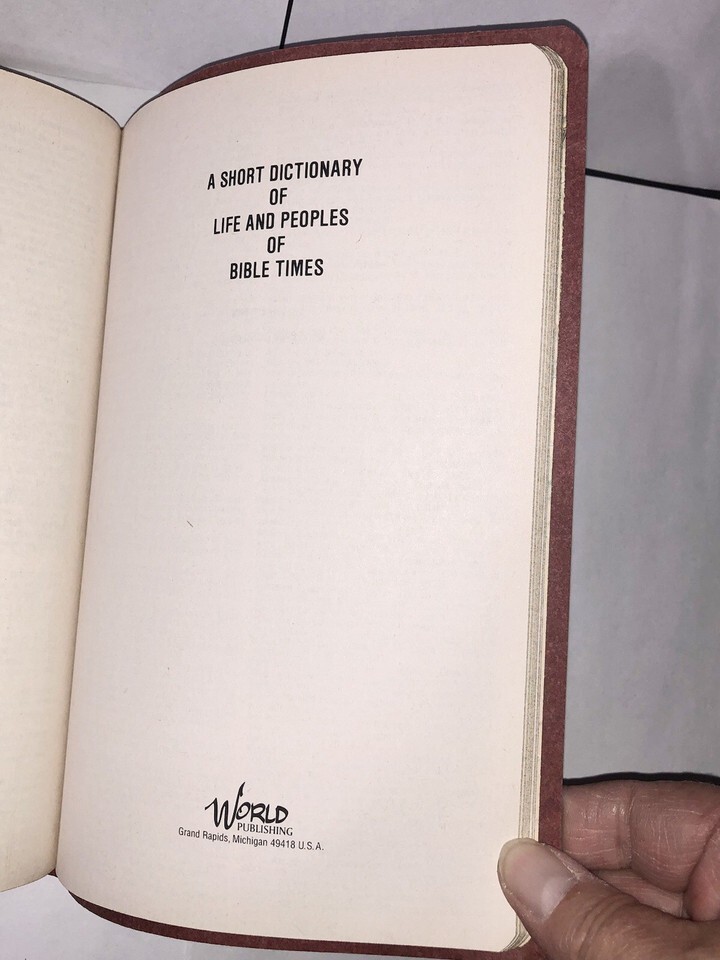 A SHORT DICTIONARY
OF
LIFE AND PEOPLES
OF
BIBLE TIMES
WORLD
PUBLISHING
Grand Rapids, Michigan 49418 U.S.A.